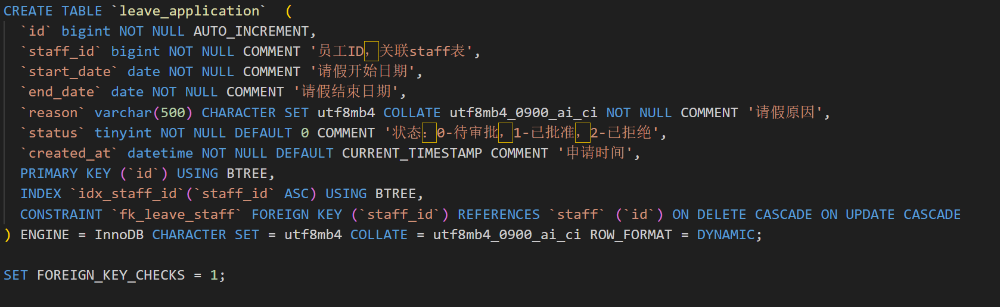 CREATE TABLE `leave_application`  (
  `id` bigint NOT NULL AUTO_INCREMENT,
  `staff_id` bigint NOT NULL COMMENT '员工ID，关联staff表',
  `start_date` date NOT NULL COMMENT '请假开始日期',
  `end_date` date NOT NULL COMMENT '请假结束日期',
  `reason` varchar(500) CHARACTER SET utf8mb4 COLLATE utf8mb4_0900_ai_ci NOT NULL COMMENT '请假原因',
  `status` tinyint NOT NULL DEFAULT 0 COMMENT '状态：0-待审批，1-已批准，2-已拒绝',
  `created_at` datetime NOT NULL DEFAULT CURRENT_TIMESTAMP COMMENT '申请时间',
  PRIMARY KEY (`id`) USING BTREE,
  INDEX `idx_staff_id`(`staff_id` ASC) USING BTREE,
  CONSTRAINT `fk_leave_staff` FOREIGN KEY (`staff_id`) REFERENCES `staff` (`id`) ON DELETE CASCADE ON UPDATE CASCADE
) ENGINE = InnoDB CHARACTER SET = utf8mb4 COLLATE = utf8mb4_0900_ai_ci ROW_FORMAT = DYNAMIC;

SET FOREIGN_KEY_CHECKS = 1;